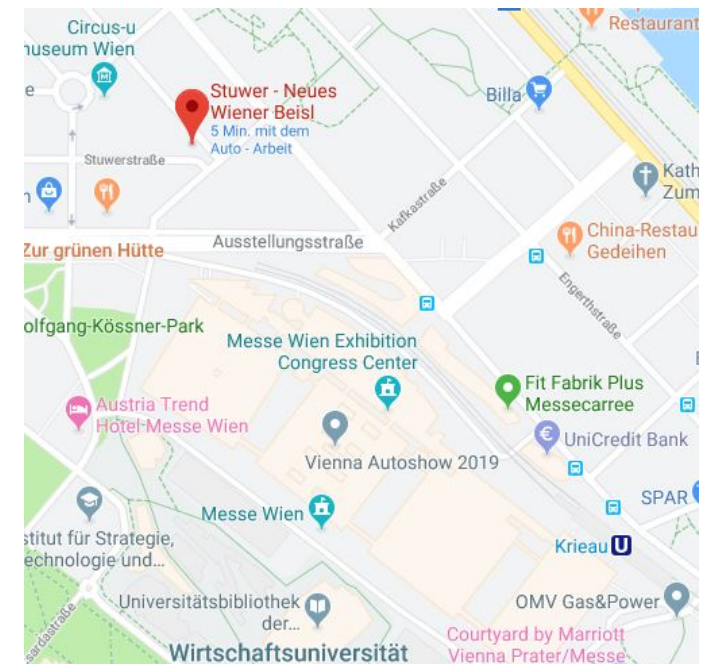 Circus-u
museum Wien
Restaurant
e
Stuwer - Neues
Wiener Beisl
5 Min. mit dem
Auto - Arbeit
Billa
Stuwerstraße
n
Kath
Zum
Kafkastraße
China-Restau
Gedeihen
Zur grünen Hütte
Ausstellungsstraße
Engerthstraße
olfgang-Kössner-Park
Messe Wien Exhibition
Congress Center
Fit Fabrik Plus
Messecarree
Austria Trend
Hotel Messe Wien
UniCredit Bank
Vienna Autoshow 2019
SPAR
Messe Wien
stitut für Strategie,
echnologie und...
Krieau U
Universitätsbibliothek
der...
OMV Gas&Power
sardastraße
Wirtschaftsuniversität
Courtyard by Marriott
Vienna Prater/Messe